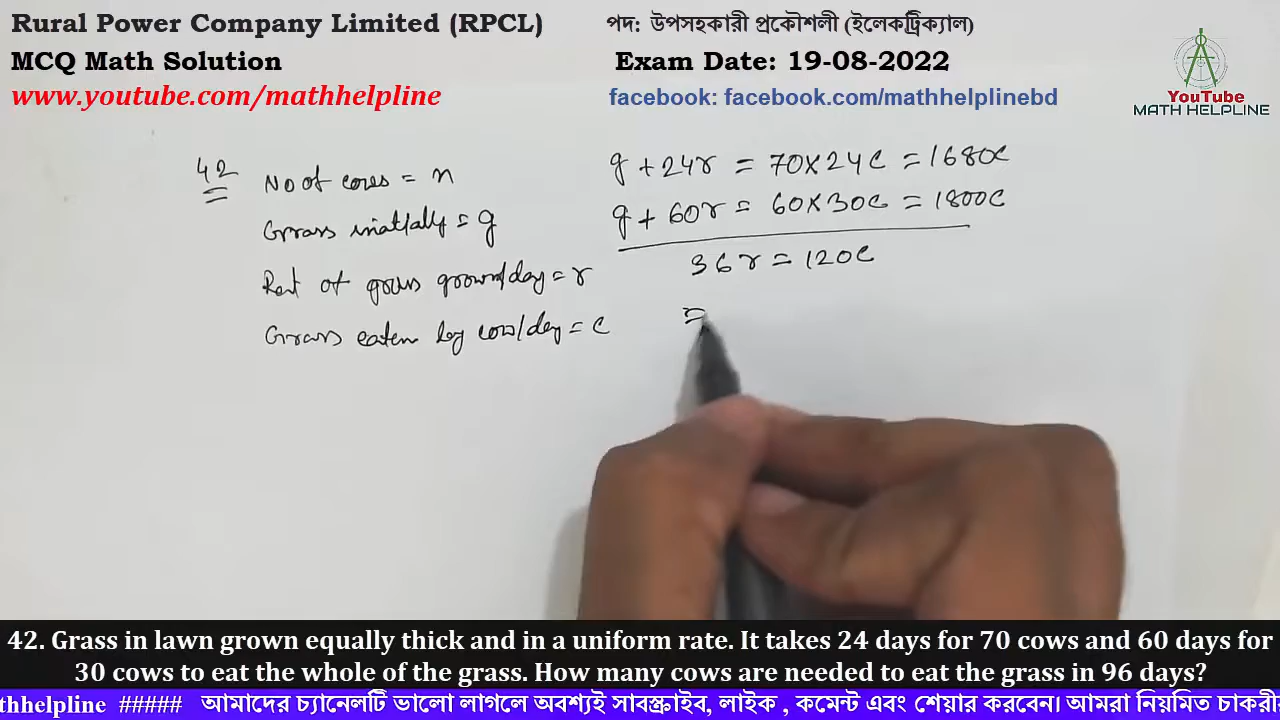 Rural Power Company Limited (RPCL)
পদ: উপসহকারী প্রকৌশলী (ইলেকট্রিক্যাল)
MCQ Math Solution
Exam Date: 19-08-2022
www.youtube.com/mathhelpline
facebook: facebook.com/mathhelplinebd
YouTube
MATH HELPLINE
42
No of cows = n
Grass initially = g
Rent of grass grown/day = r
Grass eaten by cow/day = c
g + 24r = 70×24c = 1680c
g + 60r = 60×30c = 1800c
36r = 120c
=
42. Grass in lawn grown equally thick and in a uniform rate. It takes 24 days for 70 cows and 60 days for
30 cows to eat the whole of the grass. How many cows are needed to eat the grass in 96 days?
thhelpline ##### আমাদের চ্যানেলটি ভালো লাগলে অবশ্যই সাবস্ক্রাইব, লাইক , কমেন্ট এবং শেয়ার করবেন। আমরা নিয়মিত চাকরী